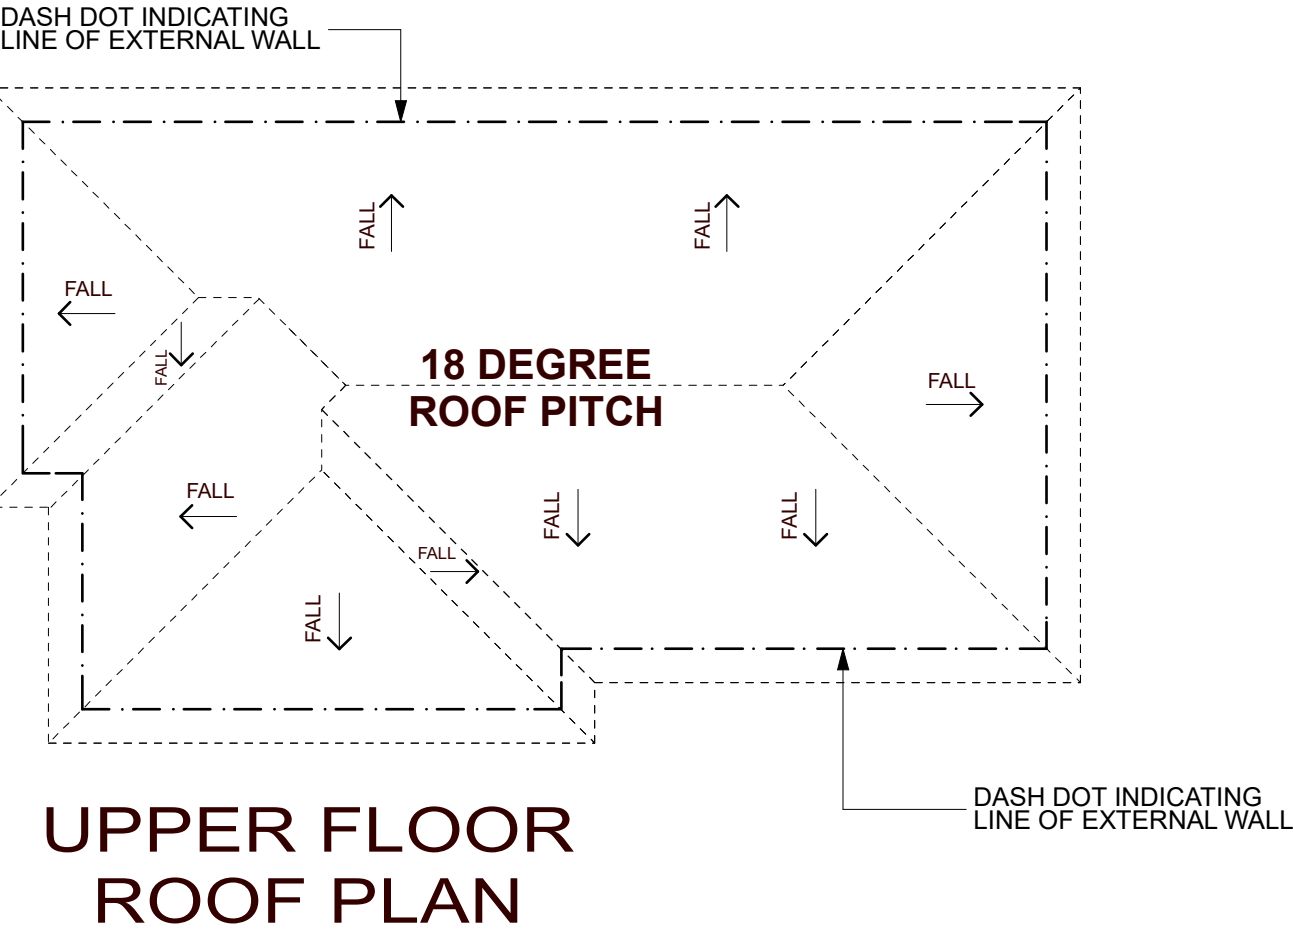 DASH DOT INDICATING
LINE OF EXTERNAL WALL
FALL
FALL
FALL
FALL
18 DEGREE
ROOF PITCH
FALL
FALL
FALL
FALL
FALL
FALL
DASH DOT INDICATING
LINE OF EXTERNAL WALL
UPPER FLOOR
ROOF PLAN